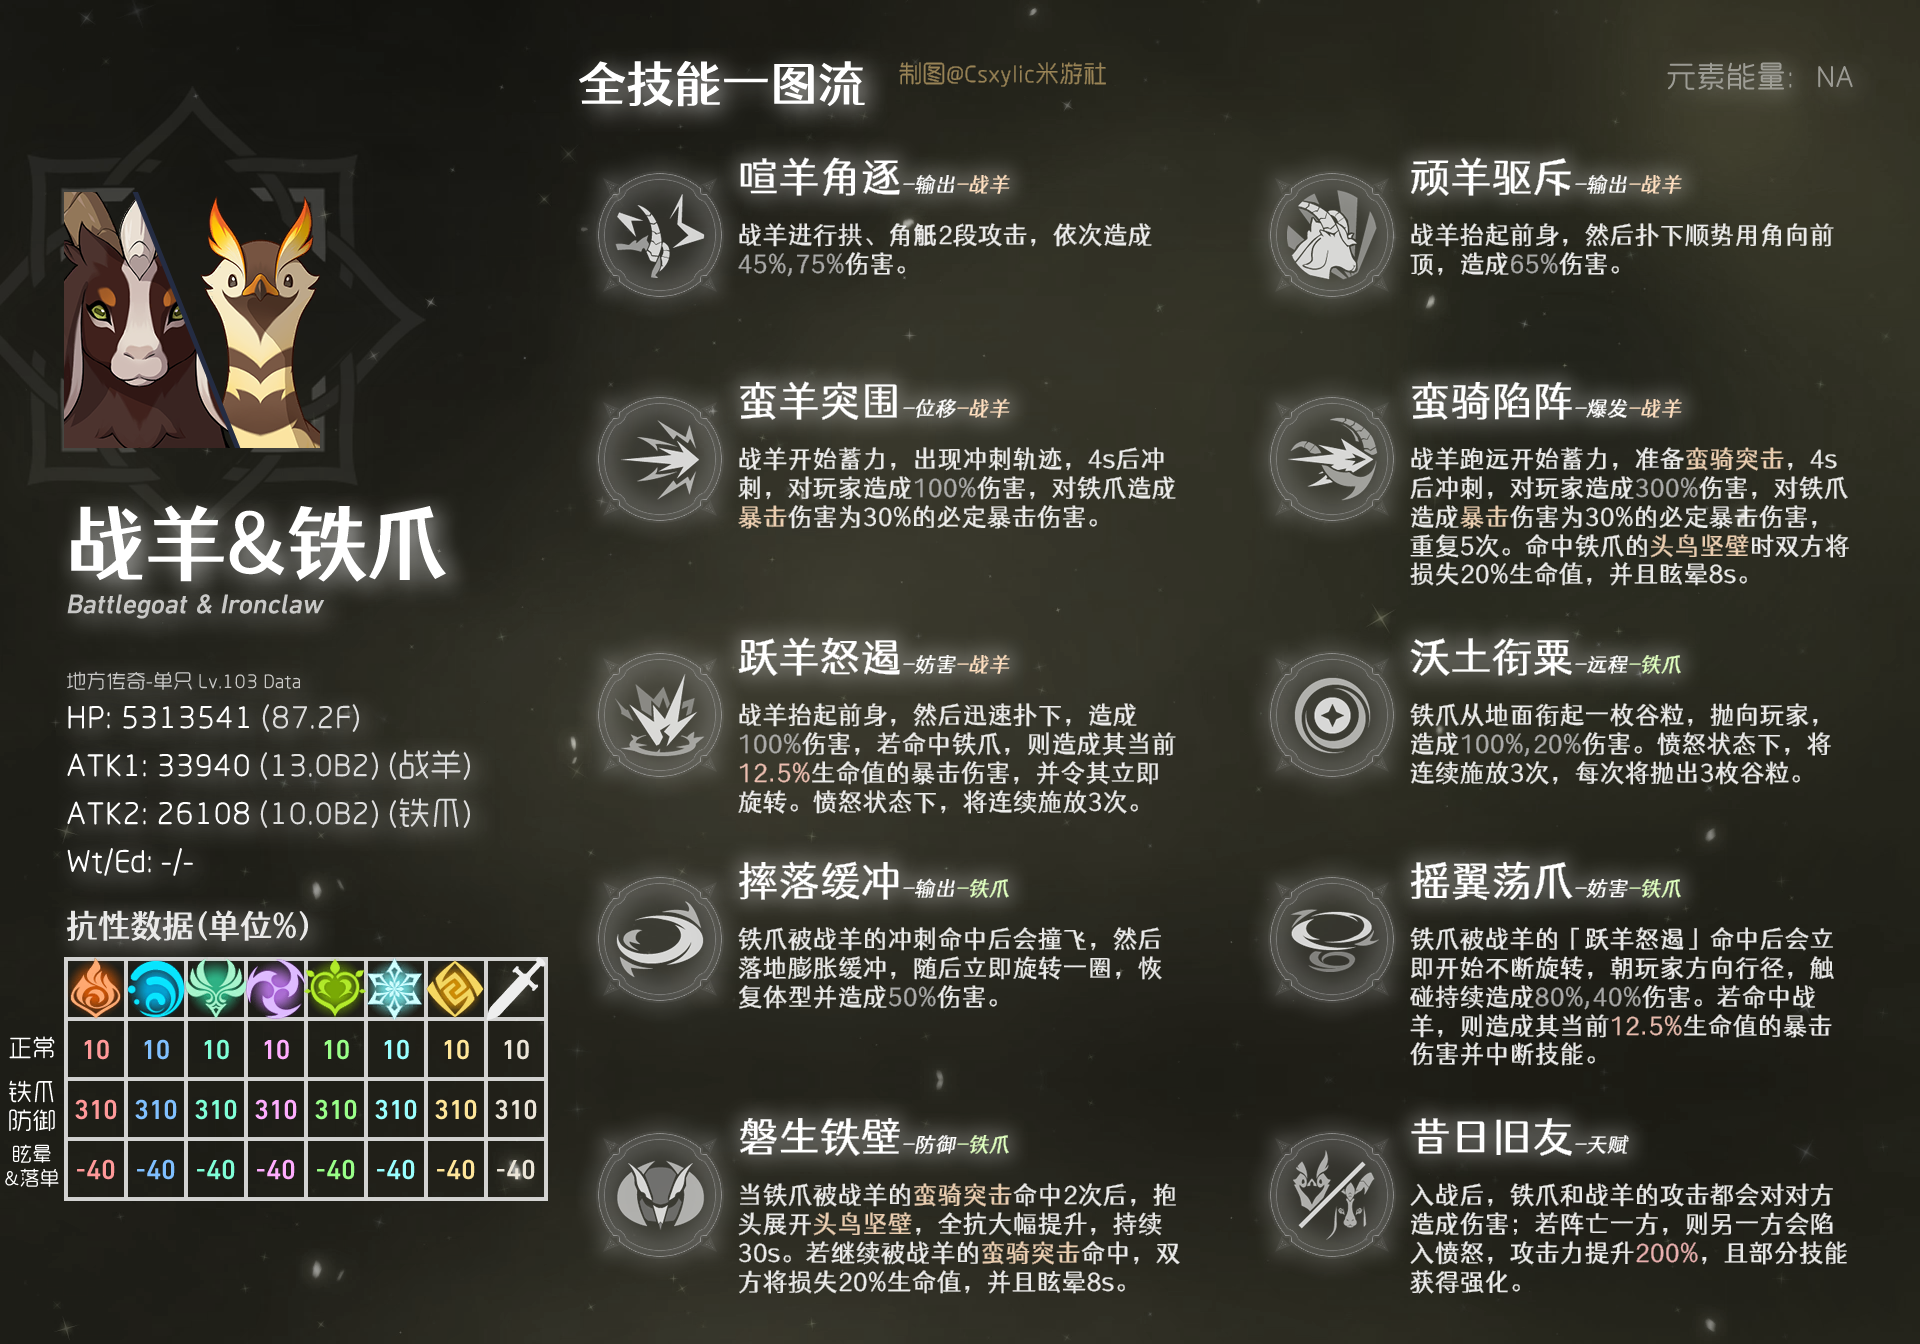 全技能一图流
制图@Csxylic米游社
元素能量: NA
战羊&铁爪
Battlegoat & Ironclaw
地方传奇-单只 Lv.103 Data
HP: 5313541 (87.2F)
ATK1: 33940 (13.0B2) (战羊)
ATK2: 26108 (10.0B2) (铁爪)
Wt/Ed: -/-
抗性数据(单位%)
正常 10 10 10 10 10 10 10 10
铁爪
防御 310 310 310 310 310 310 310 310
眩晕
&落单 -40 -40 -40 -40 -40 -40 -40 -40
喧羊角逐-输出-战羊
战羊进行拱、角觝2段攻击，依次造成
45%,75%伤害。
顽羊驱斥-输出-战羊
战羊抬起前身，然后扑下顺势用角向前
顶，造成65%伤害。
蛮羊突围-位移-战羊
战羊开始蓄力，出现冲刺轨迹，4s后冲
刺，对玩家造成100%伤害，对铁爪造成
暴击伤害为30%的必定暴击伤害。
蛮骑陷阵-爆发-战羊
战羊跑远开始蓄力，准备蛮骑突击，4s
后冲刺，对玩家造成300%伤害，对铁爪
造成暴击伤害为30%的必定暴击伤害，
重复5次。命中铁爪的头鸟坚壁时双方将
损失20%生命值，并且眩晕8s。
跃羊怒遏-妨害-战羊
战羊抬起前身，然后迅速扑下，造成
100%伤害，若命中铁爪，则造成其当前
12.5%生命值的暴击伤害，并令其立即
旋转。愤怒状态下，将连续施放3次。
沃土衔粟-远程-铁爪
铁爪从地面衔起一枚谷粒，抛向玩家，
造成100%,20%伤害。愤怒状态下，将
连续施放3次，每次将抛出3枚谷粒。
摔落缓冲-输出-铁爪
铁爪被战羊的冲刺命中后会撞飞，然后
落地膨胀缓冲，随后立即旋转一圈，恢
复体型并造成50%伤害。
摇翼荡爪-妨害-铁爪
铁爪被战羊的「跃羊怒遏」命中后会立
即开始不断旋转，朝玩家方向行径，触
碰持续造成80%,40%伤害。若命中战
羊，则造成其当前12.5%生命值的暴击
伤害并中断技能。
磐生铁壁-防御-铁爪
当铁爪被战羊的蛮骑突击命中2次后，抱
头展开头鸟坚壁，全抗大幅提升，持续
30s。若继续被战羊的蛮骑突击命中，双
方将损失20%生命值，并且眩晕8s。
昔日旧友-天赋
入战后，铁爪和战羊的攻击都会对对方
造成伤害；若阵亡一方，则另一方会陷
入愤怒，攻击力提升200%，且部分技能
获得强化。